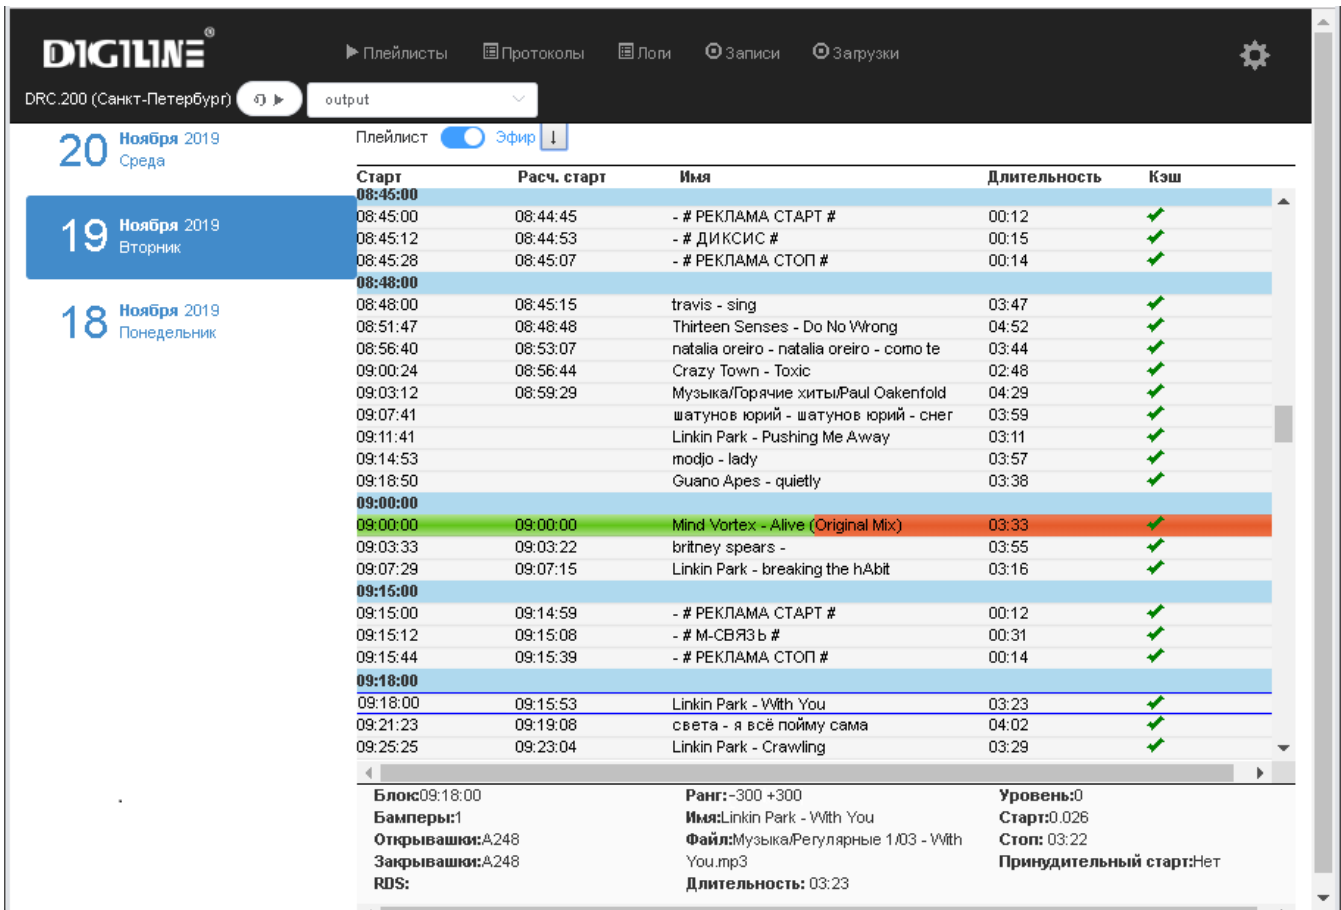 DIGILINE®
Плейлисты Протоколы Логи Записи Загрузки
DRC.200 (Санкт-Петербург) output
20 Ноября 2019
Среда
19 Ноября 2019
Вторник
18 Ноября 2019
Понедельник
Плейлист Эфир
Старт Расч. старт Имя Длительность Кэш
08:45:00
08:45:00 08:44:45 - # РЕКЛАМА СТАРТ # 00:12
08:45:12 08:44:53 - # ДИКСИС # 00:15
08:45:28 08:45:07 - # РЕКЛАМА СТОП # 00:14
08:48:00
08:48:00 08:45:15 travis - sing 03:47
08:51:47 08:48:48 Thirteen Senses - Do No Wrong 04:52
08:56:40 08:53:07 natalia oreiro - natalia oreiro - como te 03:44
09:00:24 08:56:44 Crazy Town - Toxic 02:48
09:03:12 08:59:29 Музыка/Горячие хиты/Paul Oakenfold 04:29
09:07:41 шатунов юрий - шатунов юрий - снег 03:59
09:11:41 Linkin Park - Pushing Me Away 03:11
09:14:53 modjo - lady 03:57
09:18:50 Guano Apes - quietly 03:38
09:00:00
09:00:00 09:00:00 Mind Vortex - Alive (Original Mix) 03:33
09:03:33 09:03:22 britney spears - 03:55
09:07:29 09:07:15 Linkin Park - breaking the hAbit 03:16
09:15:00
09:15:00 09:14:59 - # РЕКЛАМА СТАРТ # 00:12
09:15:12 09:15:08 - # М-СВЯЗЬ # 00:31
09:15:44 09:15:39 - # РЕКЛАМА СТОП # 00:14
09:18:00
09:18:00 09:15:53 Linkin Park - With You 03:23
09:21:23 09:19:08 света - я всё пойму сама 04:02
09:25:25 09:23:04 Linkin Park - Crawling 03:29
Блок:09:18:00
Бамперы:1
Открывашки:A248
Закрывашки:A248
RDS:
Ранг:-300 +300
Имя:Linkin Park - With You
Файл:Музыка/Регулярные 1/03 - With
You.mp3
Длительность: 03:23
Уровень:0
Старт:0.026
Стоп: 03:22
Принудительный старт:Нет